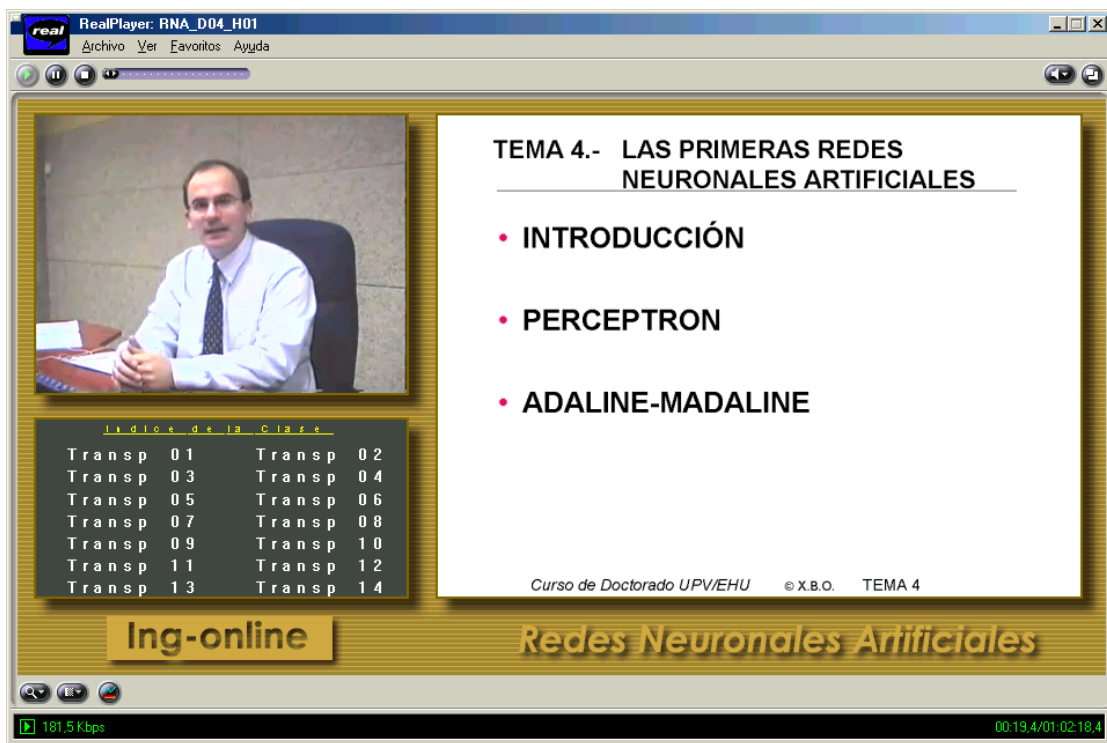 real
RealPlayer: RNA_D04_H01
Archivo Ver Favoritos Ayuda
TEMA 4.- LAS PRIMERAS REDES
NEURONALES ARTIFICIALES
• INTRODUCCIÓN
• PERCEPTRON
• ADALINE-MADALINE
Curso de Doctorado UPV/EHU © X.B.O. TEMA 4
Indice de la Clase
Transp 01 Transp 02
Transp 03 Transp 04
Transp 05 Transp 06
Transp 07 Transp 08
Transp 09 Transp 10
Transp 11 Transp 12
Transp 13 Transp 14
Ing-online
Redes Neuronales Artificiales
181,5 Kbps
00:19,4/01:02:18,4